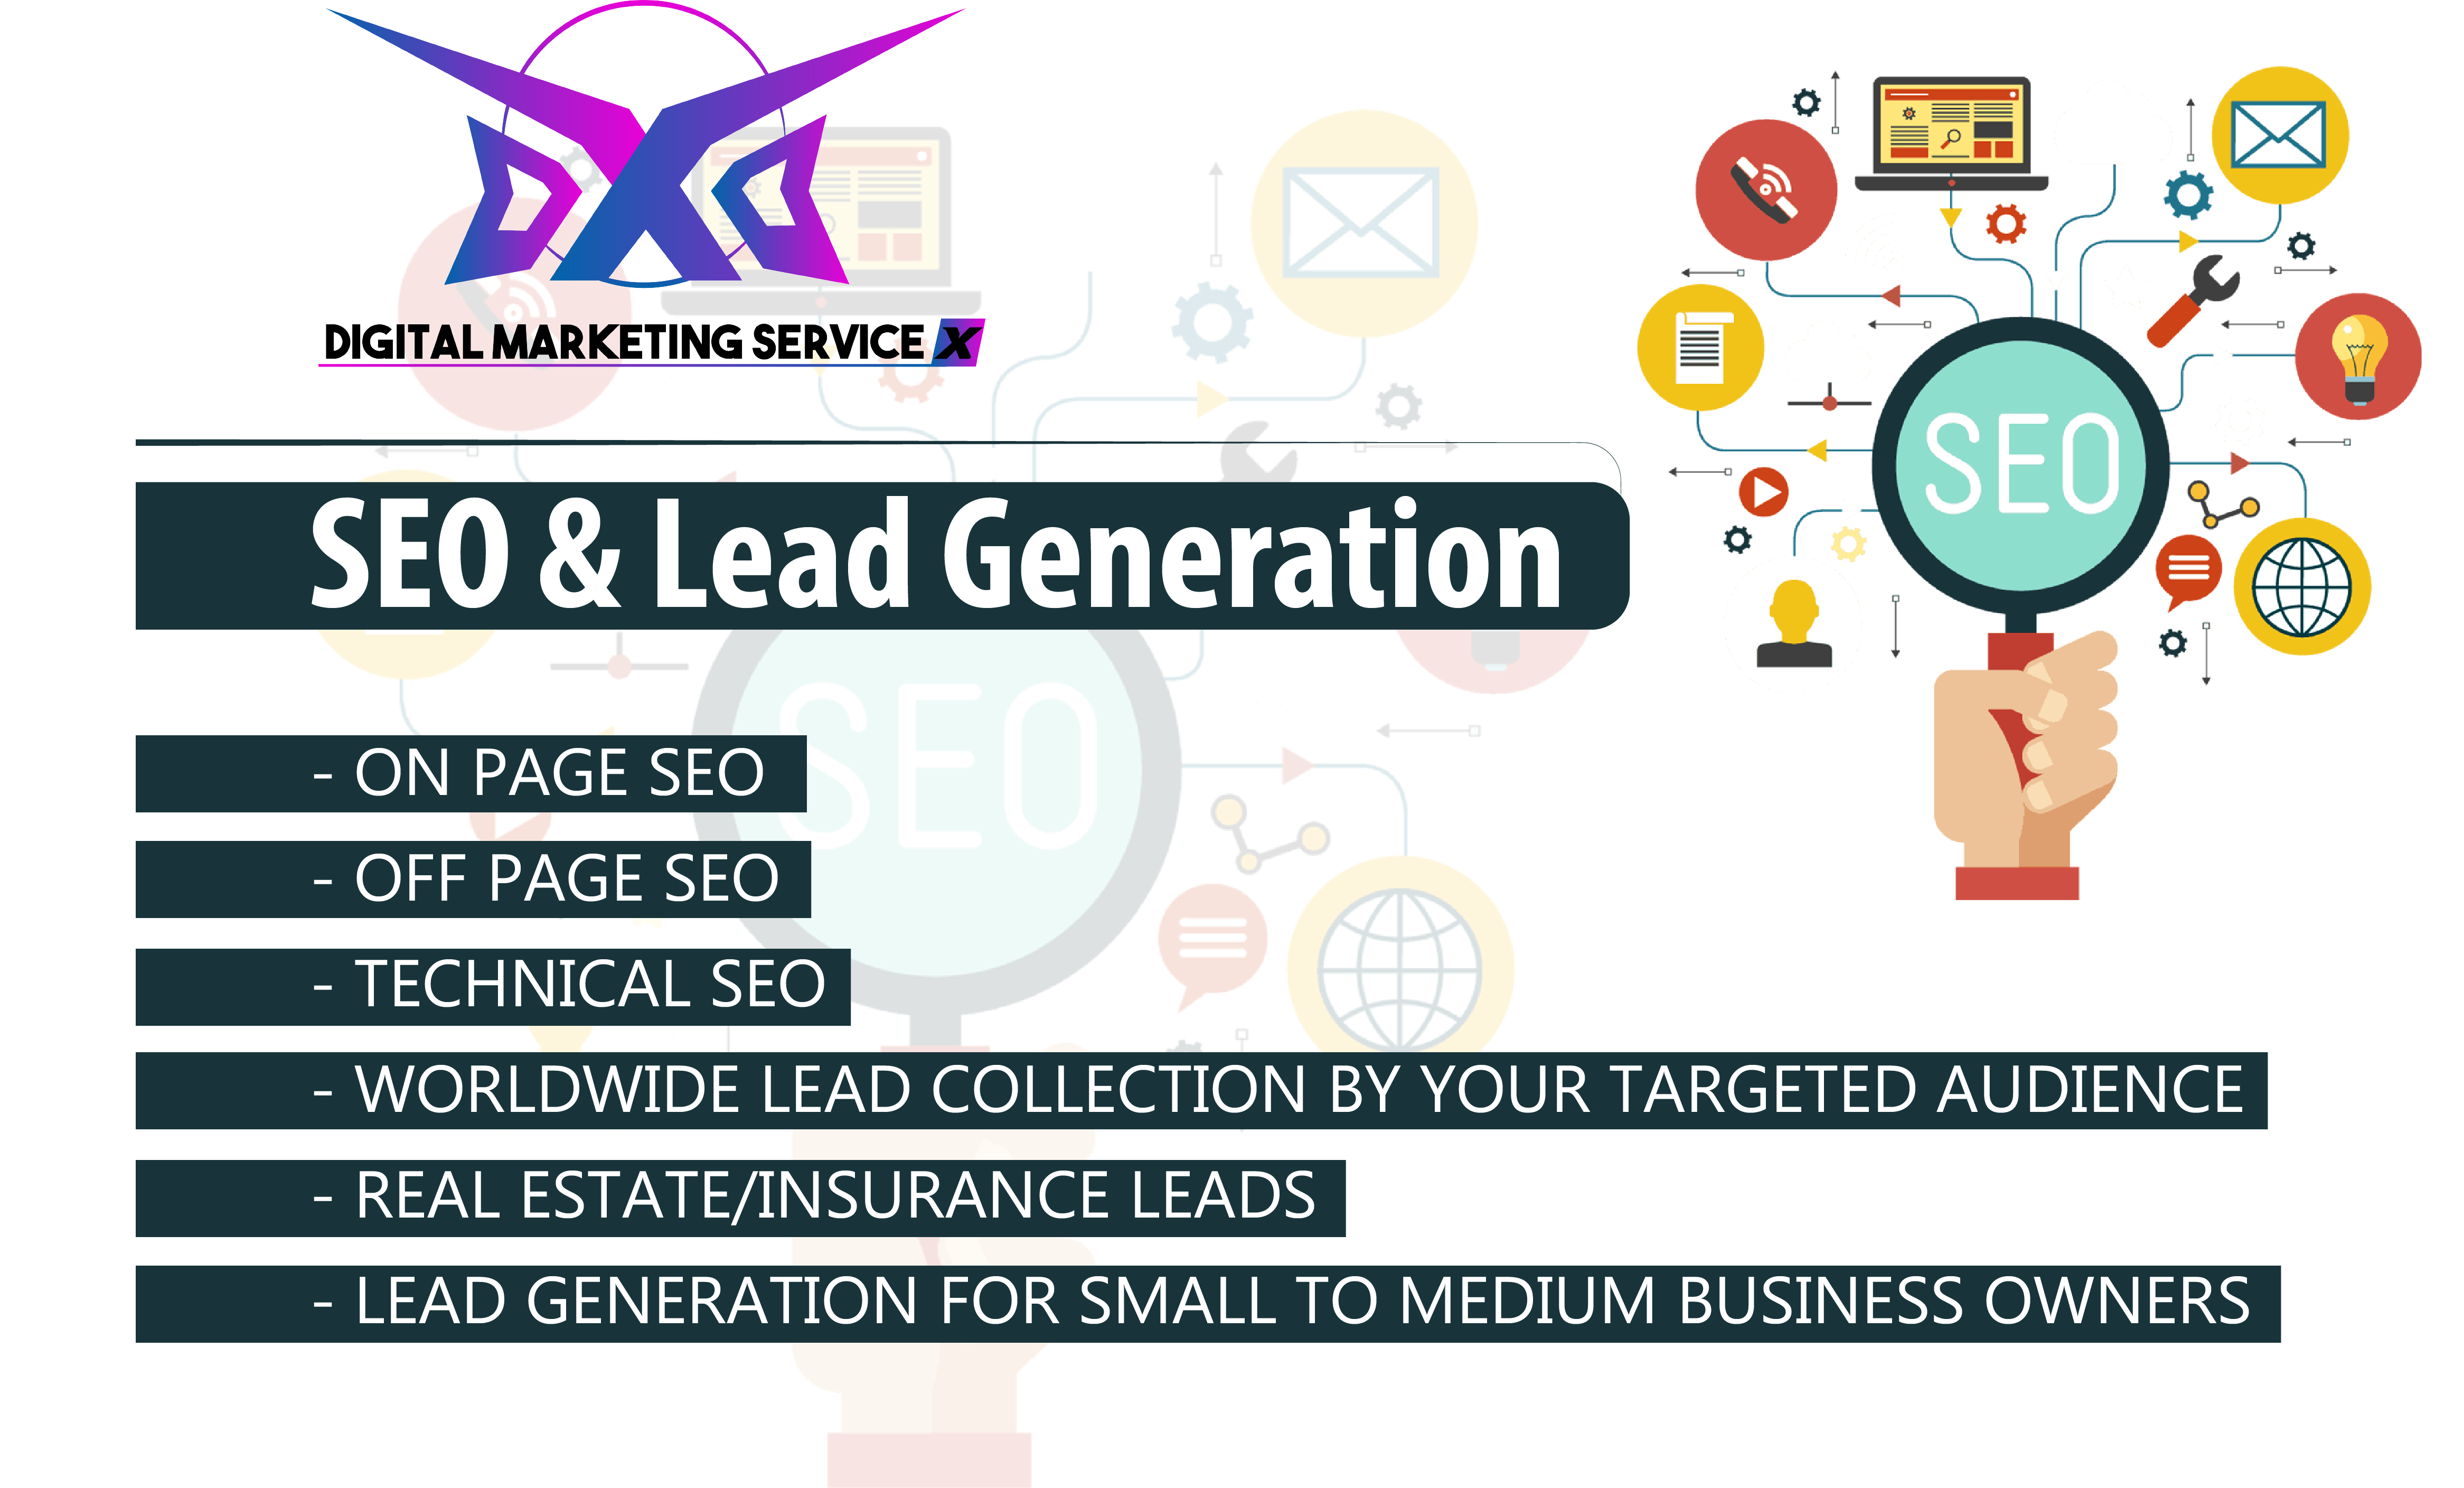 DIGITAL MARKETING SERVICE X
SEO & Lead Generation
SEO
SEO
- ON PAGE SEO
- OFF PAGE SEO
- TECHNICAL SEO
- WORLDWIDE LEAD COLLECTION BY YOUR TARGETED AUDIENCE
- REAL ESTATE/INSURANCE LEADS
- LEAD GENERATION FOR SMALL TO MEDIUM BUSINESS OWNERS